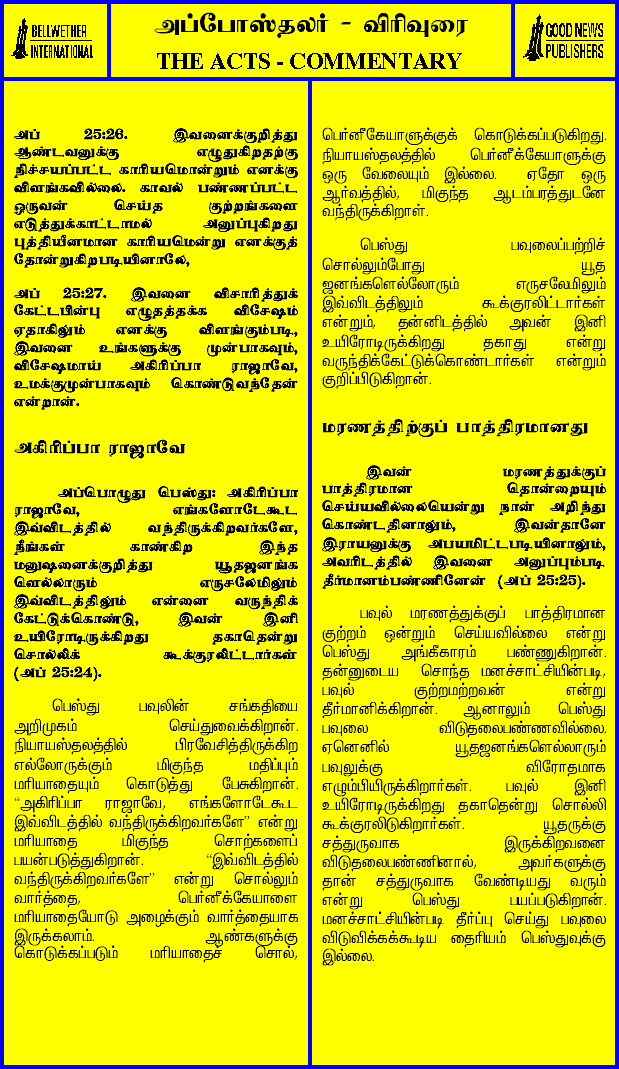 BELLWETHER
INTERNATIONAL
அப்போஸ்தலர் - விரிவுரை
THE ACTS - COMMENTARY
GOOD NEWS
PUBLISHERS
அப் 25:26. இவனைக்குறித்து
ஆண்டவனுக்கு எழுதுகிறதற்கு
நிச்சயப்பட்ட காரியமொன்றும் எனக்கு
விளங்கவில்லை. காவல் பண்ணப்பட்ட
ஒருவன் செய்த குற்றங்களை
எடுத்துக்காட்டாமல் அனுப்புகிறது
புத்தியீனமான காரியமென்று எனக்குத்
தோன்றுகிறபடியினாலே,
அப் 25:27. இவனை விசாரித்துக்
கேட்டபின்பு எழுதத்தக்க விசேஷம்
ஏதாகிலும் எனக்கு விளங்கும்படி,
இவனை உங்களுக்கு முன்பாகவும்,
விசேஷமாய் அகிரிப்பா ராஜாவே,
உமக்குமுன்பாகவும் கொண்டுவந்தேன்
என்றான்.
அகிரிப்பா ராஜாவே
அப்பொழுது பெஸ்து: அகிரிப்பா
ராஜாவே, எங்களோடேகூட
இவ்விடத்தில் வந்திருக்கிறவர்களே,
நீங்கள் காண்கிற இந்த
மனுஷனைக்குறித்து யூதஜனங்க
ளெல்லாரும் எருசலேமிலும்
இவ்விடத்திலும் என்னை வருந்திக்
கேட்டுக்கொண்டு, இவன் இனி
உயிரோடிருக்கிறது தகாதென்று
சொல்லிக் கூக்குரலிட்டார்கள்
(அப் 25:24).
பெஸ்து பவுலின் சங்கதியை
அறிமுகம் செய்துவைக்கிறான்.
நியாயஸ்தலத்தில் பிரவேசித்திருக்கிற
எல்லோருக்கும் மிகுந்த மதிப்பும்
மரியாதையும் கொடுத்து பேசுகிறான்.
“அகிரிப்பா ராஜாவே, எங்களோடேகூட
இவ்விடத்தில் வந்திருக்கிறவர்களே” என்று
மரியாதை மிகுந்த சொற்களைப்
பயன்படுத்துகிறான். “இவ்விடத்தில்
வந்திருக்கிறவர்களே” என்று சொல்லும்
வார்த்தை, பெர்னீக்கேயாளை
மரியாதையோடு அழைக்கும் வார்த்தையாக
இருக்கலாம். ஆண்களுக்கு
கொடுக்கப்படும் மரியாதைச் சொல்,
பெர்னீகேயாளுக்குக் கொடுக்கப்படுகிறது.
நியாயஸ்தலத்தில் பெர்னீக்கேயாளுக்கு
ஒரு வேலையும் இல்லை. ஏதோ ஒரு
ஆர்வத்தில், மிகுந்த ஆடம்பரத்துடனே
வந்திருக்கிறாள்.
பெஸ்து பவுலைப்பற்றிச்
சொல்லும்போது யூத
ஜனங்களெல்லோரும் எருசலேமிலும்
இவ்விடத்திலும் கூக்குரலிட்டார்கள்
என்றும், தன்னிடத்தில் அவன் இனி
உயிரோடிருக்கிறது தகாது என்று
வருந்திக்கேட்டுக்கொண்டார்கள் என்றும்
குறிப்பிடுகிறான்.
மரணத்திற்குப் பாத்திரமானது
இவன் மரணத்துக்குப்
பாத்திரமான தொன்றையும்
செய்யவில்லையென்று நான் அறிந்து
கொண்டதினாலும், இவன்தானே
இராயனுக்கு அபயமிட்டபடியினாலும்,
அவரிடத்தில் இவனை அனுப்பும்படி
தீர்மானம்பண்ணினேன் (அப் 25:25).
பவுல் மரணத்துக்குப் பாத்திரமான
குற்றம் ஒன்றும் செய்யவில்லை என்று
பெஸ்து அங்கீகாரம் பண்ணுகிறான்.
தன்னுடைய சொந்த மனச்சாட்சியின்படி,
பவுல் குற்றமற்றவன் என்று
தீர்மானிக்கிறான். ஆனாலும் பெஸ்து
பவுலை விடுதலைபண்ணவில்லை.
ஏனெனில் யூதஜனங்களெல்லாரும்
பவுலுக்கு விரோதமாக
எழும்பியிருக்கிறார்கள். பவுல் இனி
உயிரோடிருக்கிறது தகாதென்று சொல்லி
கூக்குரலிடுகிறார்கள். யூதருக்கு
சத்துருவாக இருக்கிறவனை
விடுதலைபண்ணினால், அவர்களுக்கு
தான் சத்துருவாக வேண்டியது வரும்
என்று பெஸ்து பயப்படுகிறான்.
மனச்சாட்சியின்படி தீர்ப்பு செய்து பவுலை
விடுவிக்கக்கூடிய தைரியம் பெஸ்துவுக்கு
இல்லை.